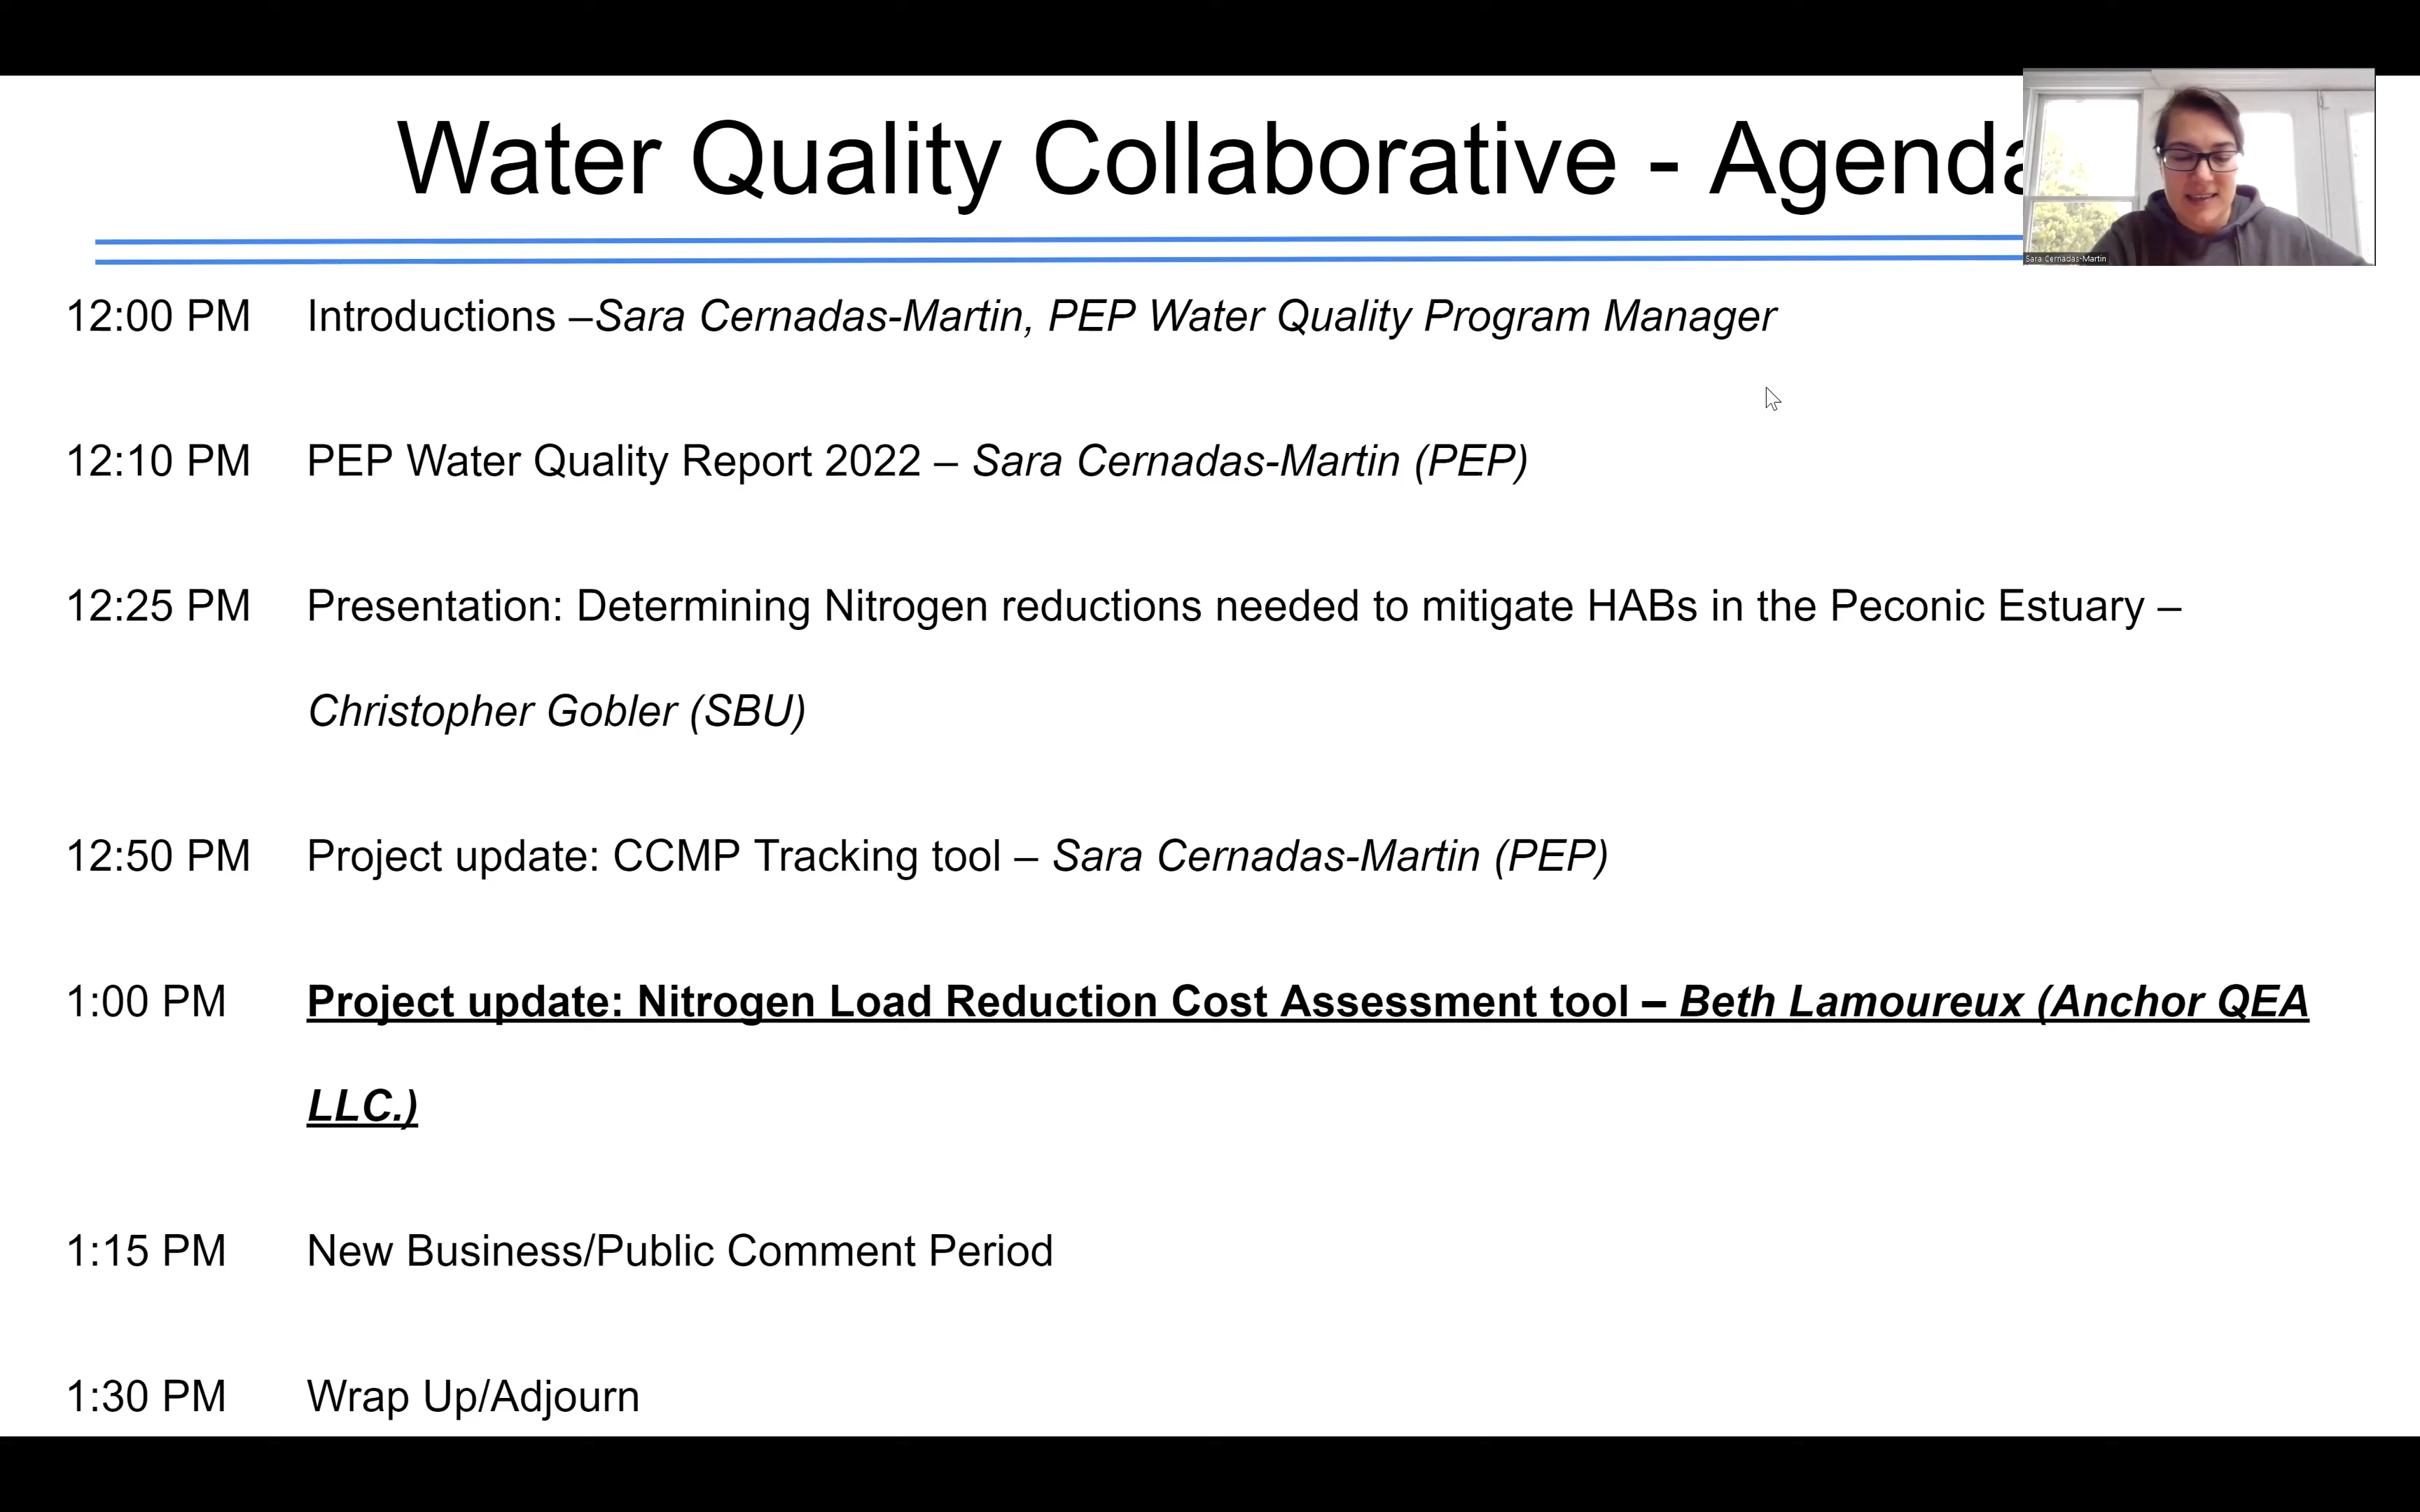 Water Quality Collaborative - Agenda
Sara Cernadas-Martin
12:00 PM Introductions –Sara Cernadas-Martin, PEP Water Quality Program Manager
12:10 PM PEP Water Quality Report 2022 – Sara Cernadas-Martin (PEP)
12:25 PM Presentation: Determining Nitrogen reductions needed to mitigate HABs in the Peconic Estuary –
Christopher Gobler (SBU)
12:50 PM Project update: CCMP Tracking tool – Sara Cernadas-Martin (PEP)
1:00 PM Project update: Nitrogen Load Reduction Cost Assessment tool – Beth Lamoureux (Anchor QEA
LLC.)
1:15 PM New Business/Public Comment Period
1:30 PM Wrap Up/Adjourn